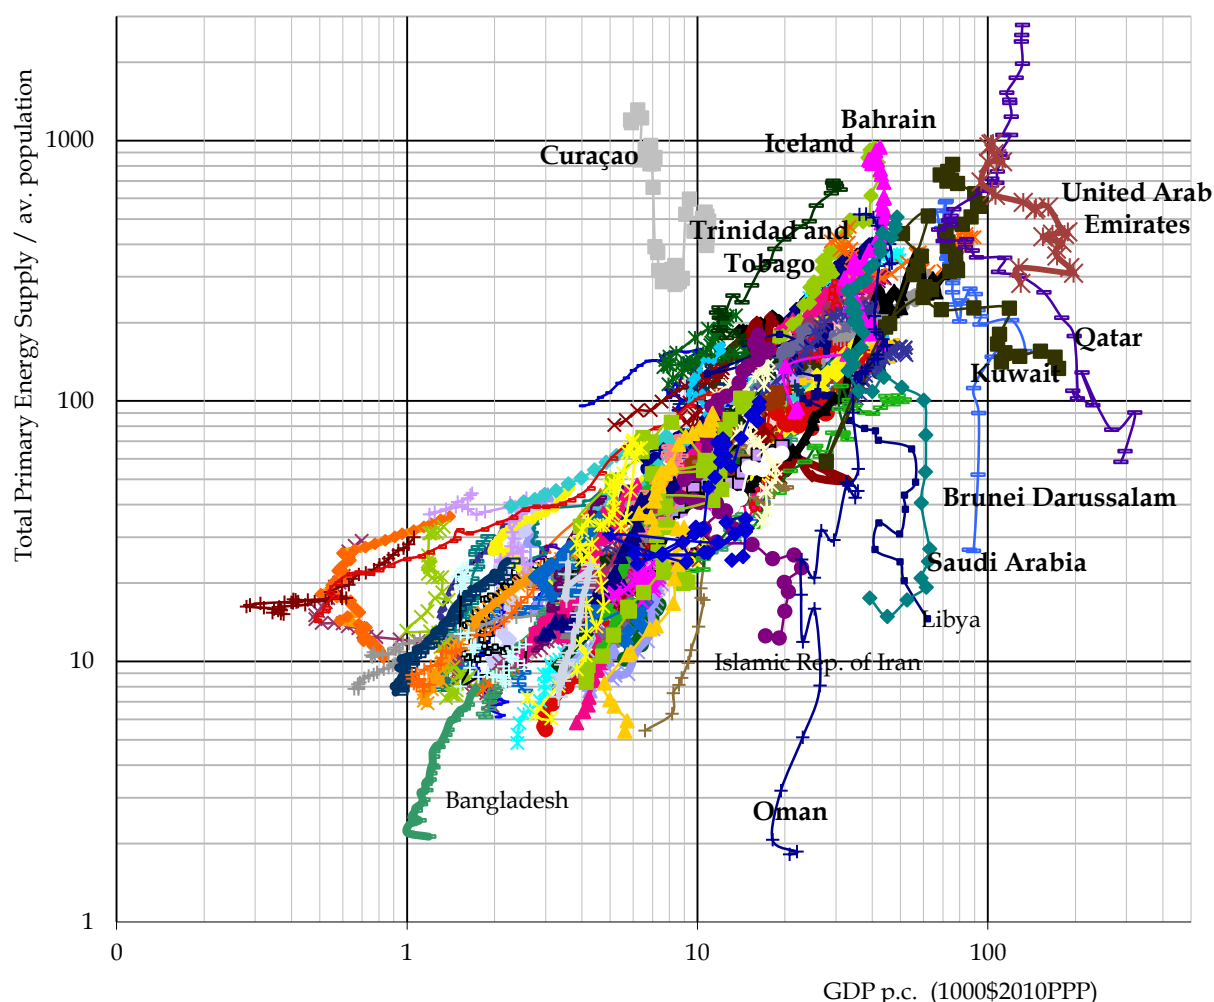 Total Primary Energy Supply / av. population
1000
100
10
1
Bahrain
Iceland
Curaçao
United Arab
Emirates
Trinidad and
Tobago
Qatar
Kuwait
Brunei Darussalam
Saudi Arabia
Libya
Islamic Rep. of Iran
Bangladesh
Oman
0
1
10
100
GDP p.c. (1000$2010PPP)